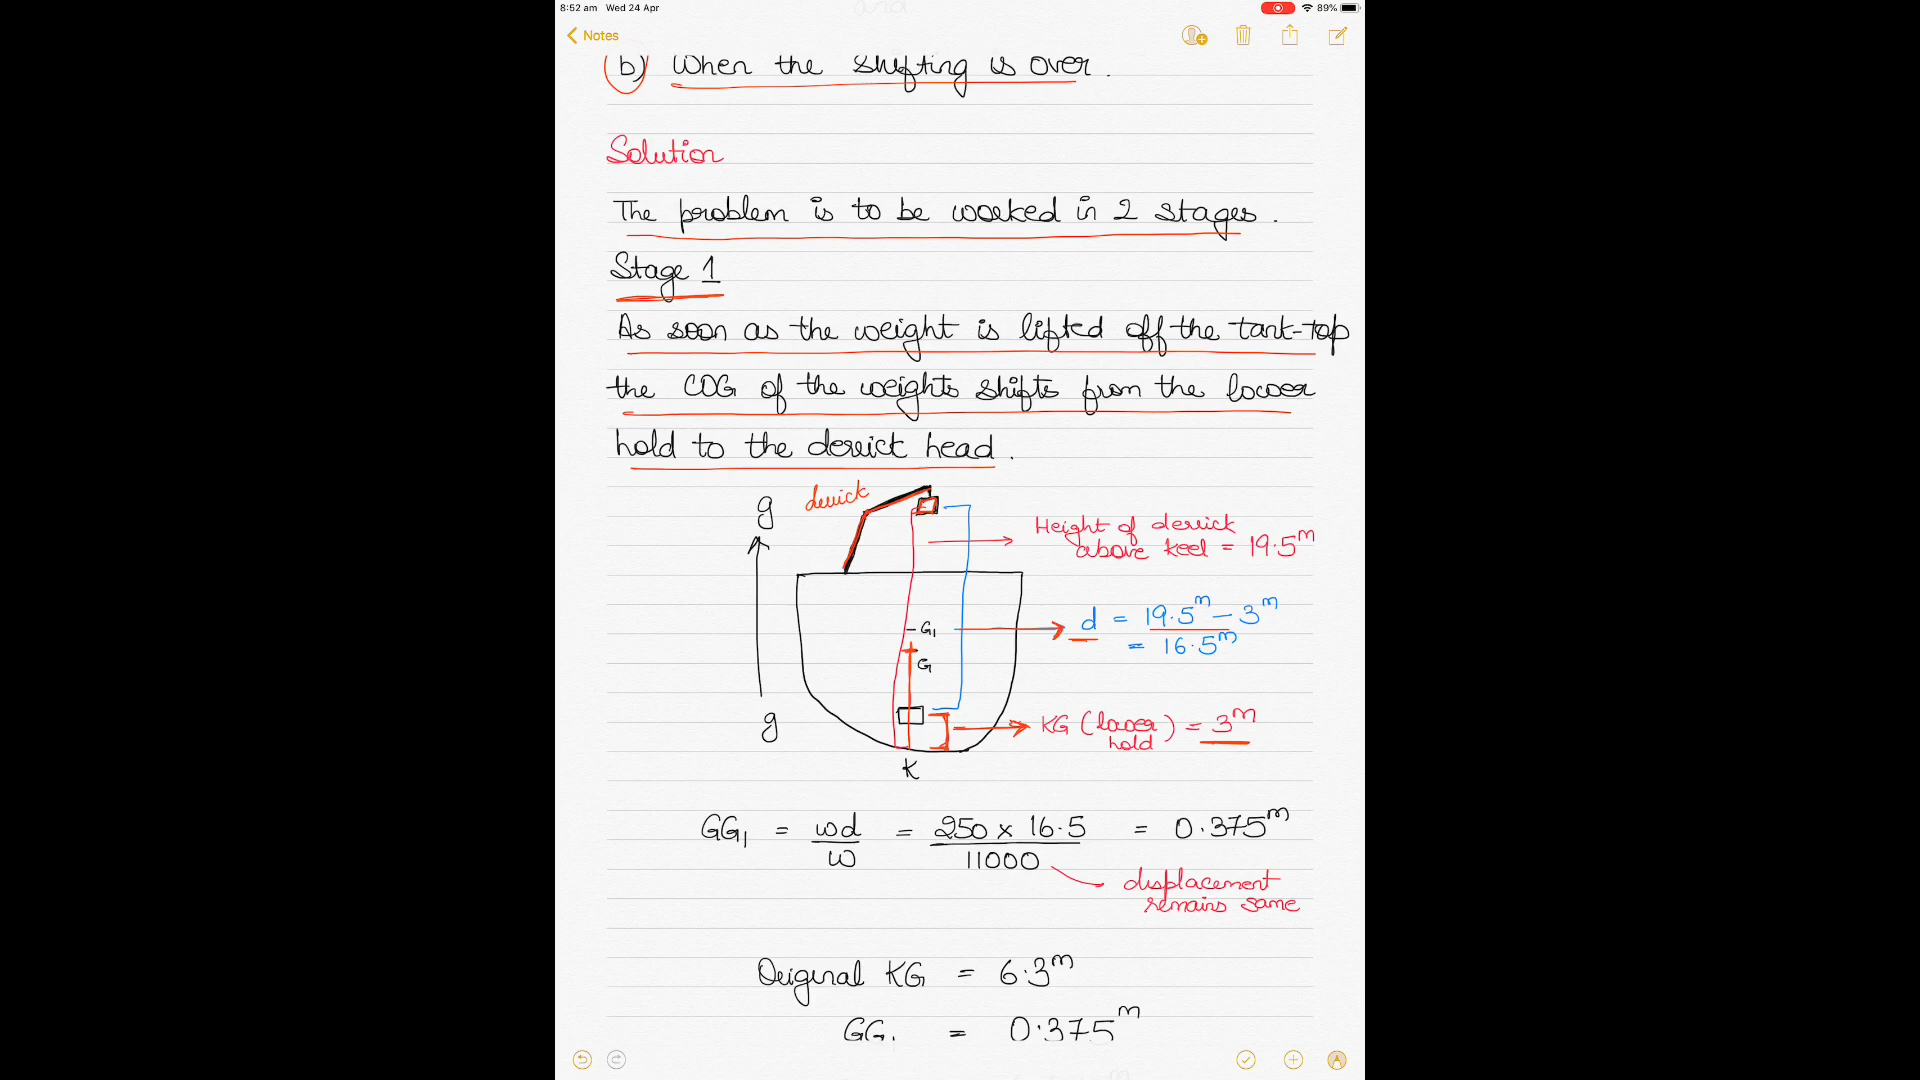 8:52 am Wed 24 Apr
89%
Notes
b) When the shifting is over.
Solution
The problem is to be worked in 2 stages.
Stage 1
As soon as the weight is lifted off the tank-top
the COG of the weights shifts from the lower
hold to the derrick head.
g
derrick
Height of derrick
above keel = 19.5m
d = 19.5m - 3m
= 16.5m
G1
G
g
KG (lower hold) = 3m
K
GG1 = wd/W = 250 x 16.5/11000 = 0.375m
displacement
remains same
Original KG = 6.3m
GG1 = 0.375m